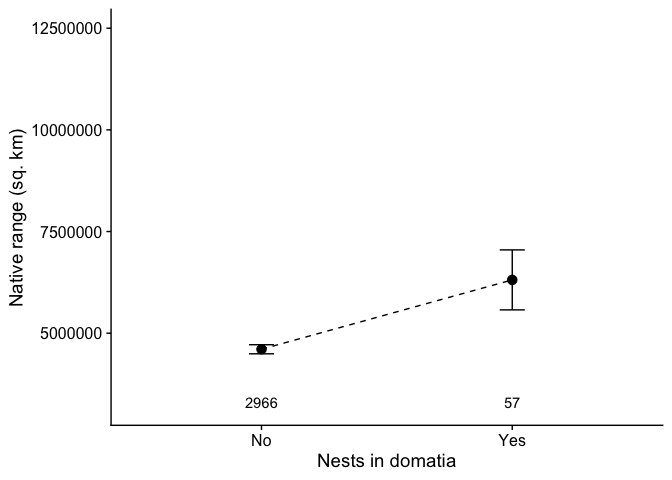 12500000
10000000
7500000
5000000
Native range (sq. km)
2966
57
No
Yes
Nests in domatia